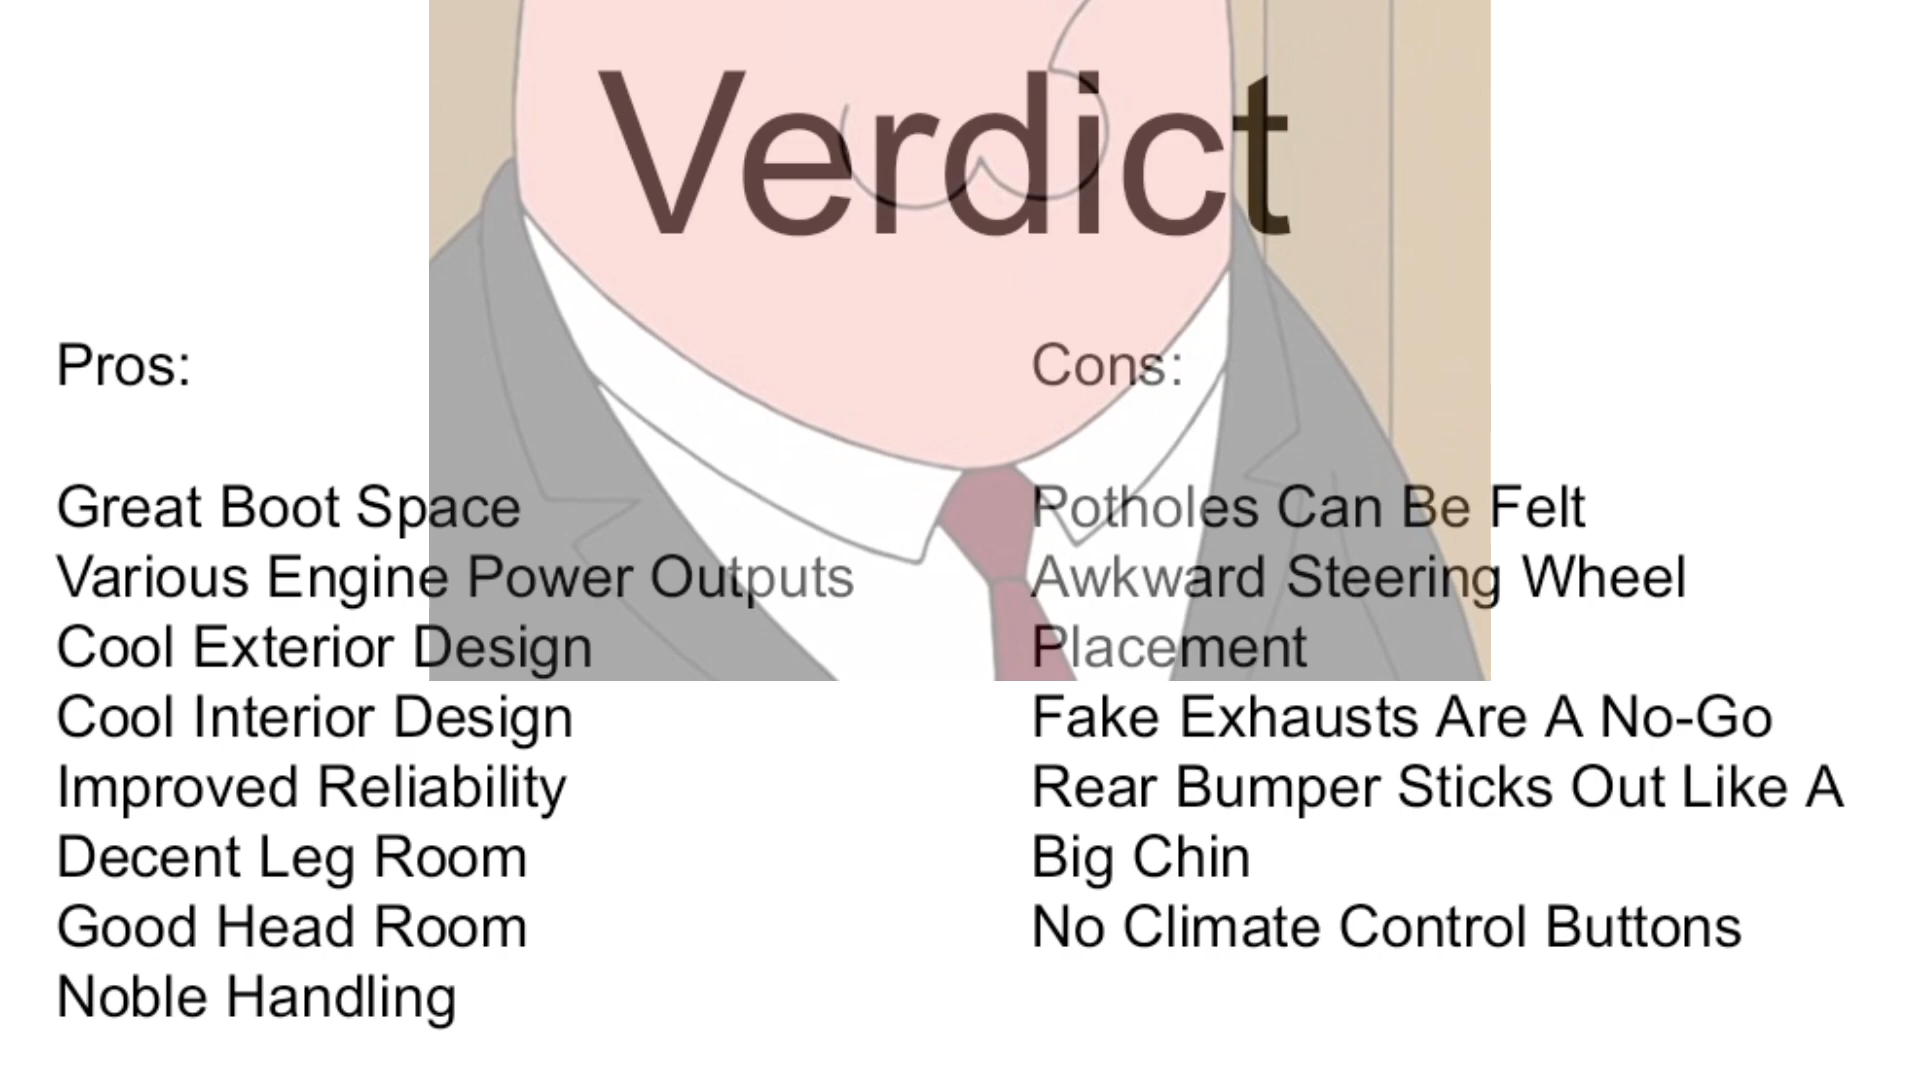 Verdict
Pros:
Great Boot Space
Various Engine Power Outputs
Cool Exterior Design
Cool Interior Design
Improved Reliability
Decent Leg Room
Good Head Room
Noble Handling
Cons:
Potholes Can Be Felt
Awkward Steering Wheel
Placement
Fake Exhausts Are A No-Go
Rear Bumper Sticks Out Like A
Big Chin
No Climate Control Buttons